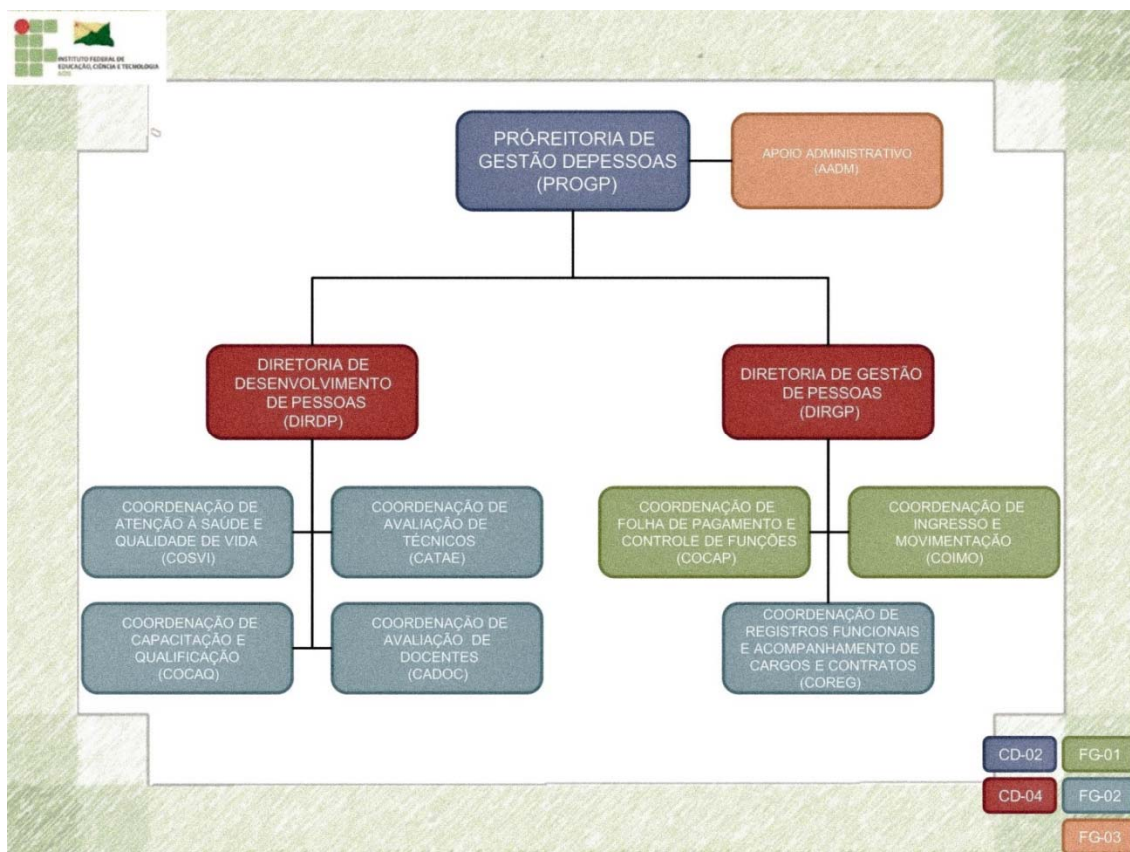 INSTITUTO FEDERAL DE
EDUCAÇÃO, CIÊNCIA E TECNOLOGIA
ACRE
PRÓ-REITORIA DE
GESTÃO DEPESSOAS
(PROGP)
APOIO ADMINISTRATIVO
(AADM)
DIRETORIA DE
DESENVOLVIMENTO
DE PESSOAS
(DIRDP)
DIRETORIA DE GESTÃO
DE PESSOAS
(DIRGP)
COORDENAÇÃO DE
ATENÇÃO À SAÚDE E
QUALIDADE DE VIDA
(COSVI)
COORDENAÇÃO DE
AVALIAÇÃO DE
TÉCNICOS
(CATAE)
COORDENAÇÃO DE
FOLHA DE PAGAMENTO E
CONTROLE DE FUNÇÕES
(COCAP)
COORDENAÇÃO DE
INGRESSO E
MOVIMENTAÇÃO
(COIMO)
COORDENAÇÃO DE
CAPACITAÇÃO E
QUALIFICAÇÃO
(COCAQ)
COORDENAÇÃO DE
AVALIAÇÃO DE
DOCENTES
(CADOC)
COORDENAÇÃO DE
REGISTROS FUNCIONAIS
E ACOMPANHAMENTO DE
CARGOS E CONTRATOS
(COREG)
CD-02
FG-01
CD-04
FG-02
FG-03